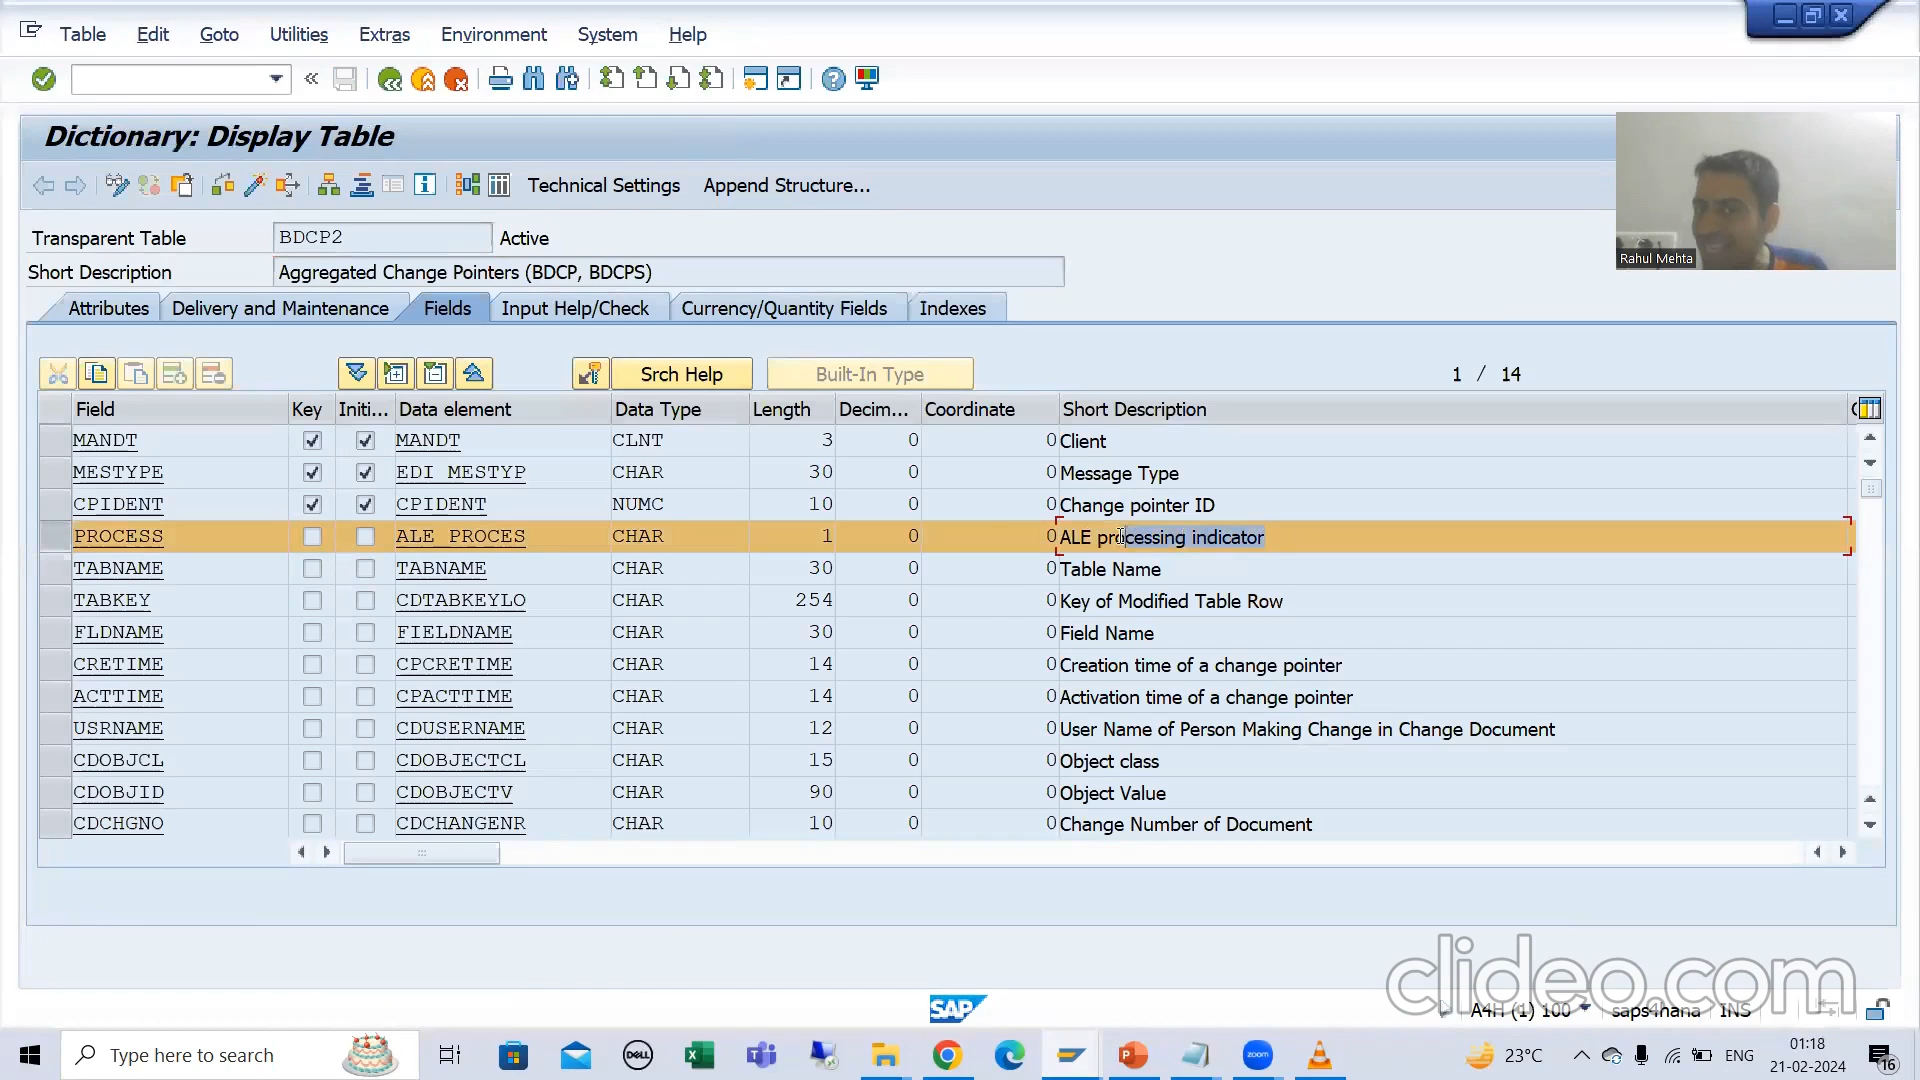 Table Edit Goto Utilities Extras Environment System Help
Dictionary: Display Table
Technical Settings Append Structure...
Transparent Table BDCP2 Active
Short Description Aggregated Change Pointers (BDCP, BDCPS)
Rahul Mehta
Attributes Delivery and Maintenance Fields Input Help/Check Currency/Quantity Fields Indexes
Srch Help Built-In Type 1 / 14
Field Key Initi... Data element Data Type Length Decim... Coordinate Short Description
MANDT MANDT CLNT 3 0 0 Client
MESTYPE EDI_MESTYP CHAR 30 0 0 Message Type
CPIDENT CPIDENT NUMC 10 0 0 Change pointer ID
PROCESS ALE_PROCES CHAR 1 0 0 ALE processing indicator
TABNAME TABNAME CHAR 30 0 0 Table Name
TABKEY CDTABKEYLO CHAR 254 0 0 Key of Modified Table Row
FLDNAME FIELDNAME CHAR 30 0 0 Field Name
CRETIME CPCRETIME CHAR 14 0 0 Creation time of a change pointer
ACTTIME CPACTTIME CHAR 14 0 0 Activation time of a change pointer
USRNAME CDUSERNAME CHAR 12 0 0 User Name of Person Making Change in Change Document
CDOBJCL CDOBJECTCL CHAR 15 0 0 Object class
CDOBJID CDOBJECTV CHAR 90 0 0 Object Value
CDCHGNO CDCHANGENR CHAR 10 0 0 Change Number of Document
clideo.com
SAP A4H (1) 100 saps4hana INS
Type here to search DELL zoom 23°C ENG 01:18
21-02-2024 16